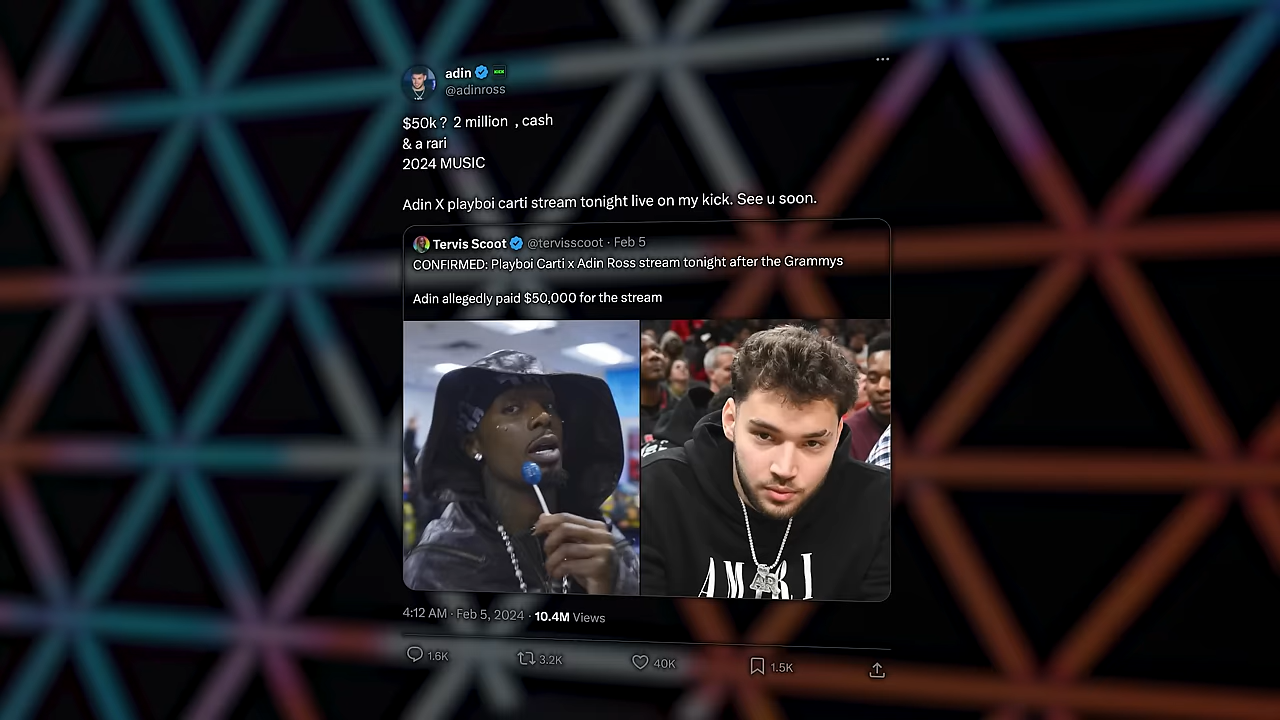 adin KICK
@adinross
$50k ? 2 million , cash
& a rari
2024 MUSIC
Adin X playboi carti stream tonight live on my kick. See u soon.
Tervis Scoot @tervisscoot · Feb 5
CONFIRMED: Playboi Carti x Adin Ross stream tonight after the Grammys
Adin allegedly paid $50,000 for the stream
AMIRI
4:12 AM · Feb 5, 2024 · 10.4M Views
1.6K 3.2K 40K 1.5K